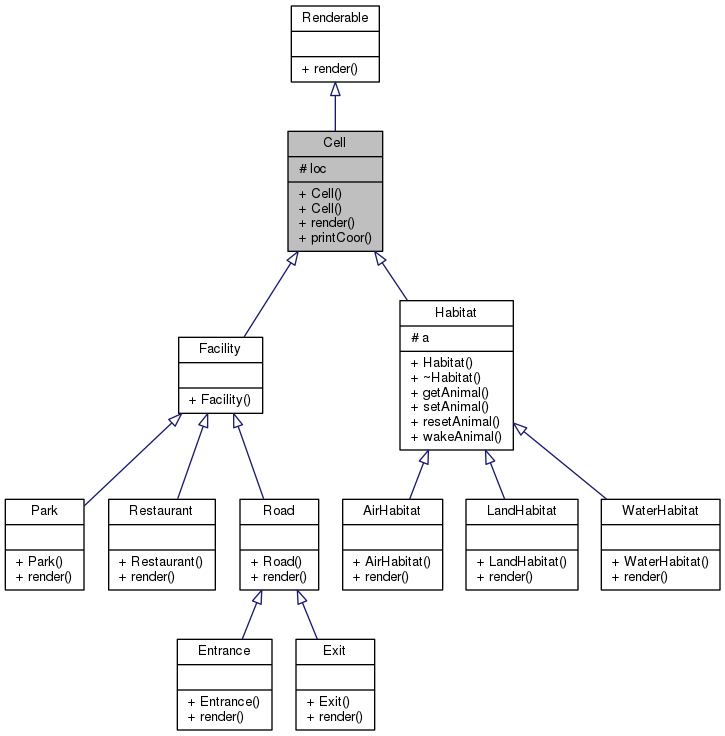 Renderable
+ render()
Cell
# loc
+ Cell()
+ Cell()
+ render()
+ printCoor()
Facility
+ Facility()
Habitat
# a
+ Habitat()
+ ~Habitat()
+ getAnimal()
+ setAnimal()
+ resetAnimal()
+ wakeAnimal()
Park
+ Park()
+ render()
Restaurant
+ Restaurant()
+ render()
Road
+ Road()
+ render()
AirHabitat
+ AirHabitat()
+ render()
LandHabitat
+ LandHabitat()
+ render()
WaterHabitat
+ WaterHabitat()
+ render()
Entrance
+ Entrance()
+ render()
Exit
+ Exit()
+ render()